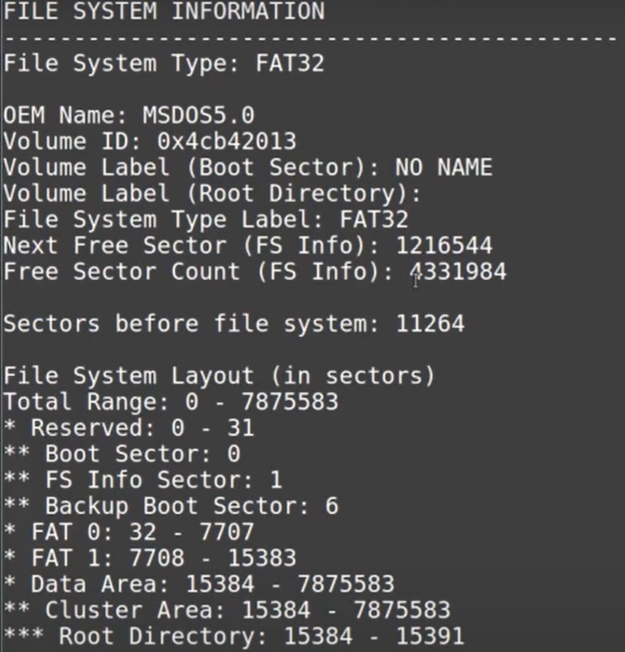 FILE SYSTEM INFORMATION
--------------------------------------------
File System Type: FAT32
OEM Name: MSDOS5.0
Volume ID: 0x4cb42013
Volume Label (Boot Sector): NO NAME
Volume Label (Root Directory):
File System Type Label: FAT32
Next Free Sector (FS Info): 1216544
Free Sector Count (FS Info): 4331984
Sectors before file system: 11264
File System Layout (in sectors)
Total Range: 0 - 7875583
* Reserved: 0 - 31
** Boot Sector: 0
** FS Info Sector: 1
** Backup Boot Sector: 6
* FAT 0: 32 - 7707
* FAT 1: 7708 - 15383
* Data Area: 15384 - 7875583
** Cluster Area: 15384 - 7875583
*** Root Directory: 15384 - 15391